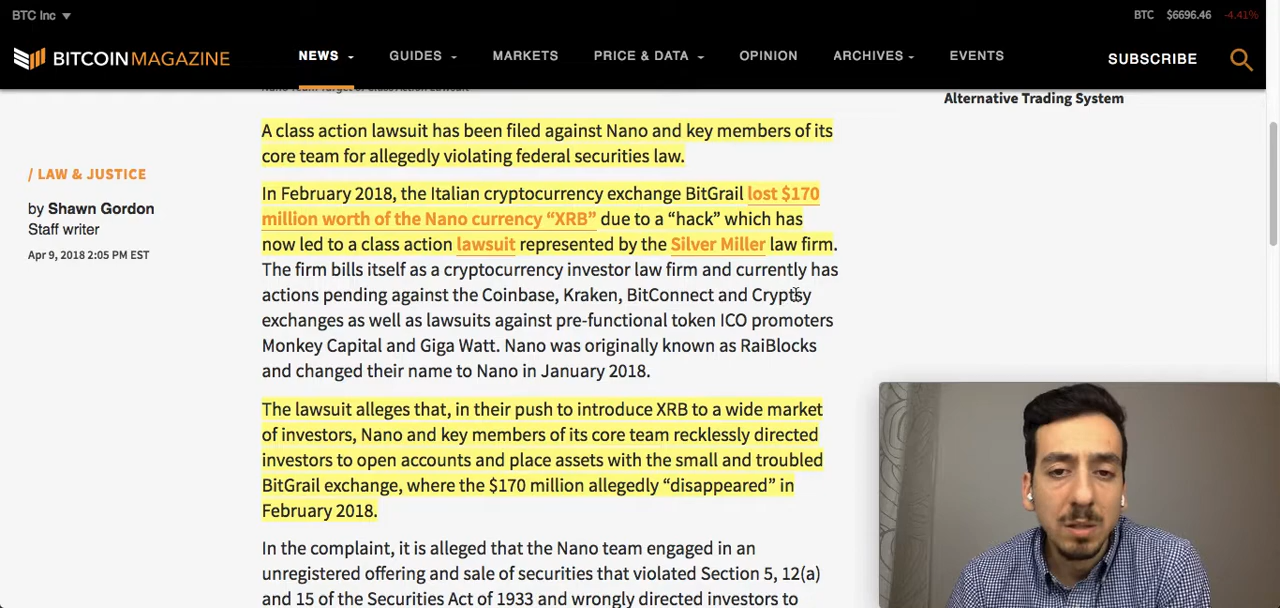 BTC Inc
BTC $6696.46 -4.41%
BITCOINMAGAZINE
NEWS GUIDES MARKETS PRICE & DATA OPINION ARCHIVES EVENTS SUBSCRIBE
Nano Team Target of Class Action Lawsuit
Alternative Trading System
/ LAW & JUSTICE
by Shawn Gordon
Staff writer
Apr 9, 2018 2:05 PM EST
A class action lawsuit has been filed against Nano and key members of its
core team for allegedly violating federal securities law.
In February 2018, the Italian cryptocurrency exchange BitGrail lost $170
million worth of the Nano currency “XRB” due to a “hack” which has
now led to a class action lawsuit represented by the Silver Miller law firm.
The firm bills itself as a cryptocurrency investor law firm and currently has
actions pending against the Coinbase, Kraken, BitConnect and Cryptsy
exchanges as well as lawsuits against pre-functional token ICO promoters
Monkey Capital and Giga Watt. Nano was originally known as RaiBlocks
and changed their name to Nano in January 2018.
The lawsuit alleges that, in their push to introduce XRB to a wide market
of investors, Nano and key members of its core team recklessly directed
investors to open accounts and place assets with the small and troubled
BitGrail exchange, where the $170 million allegedly “disappeared” in
February 2018.
In the complaint, it is alleged that the Nano team engaged in an
unregistered offering and sale of securities that violated Section 5, 12(a)
and 15 of the Securities Act of 1933 and wrongly directed investors to